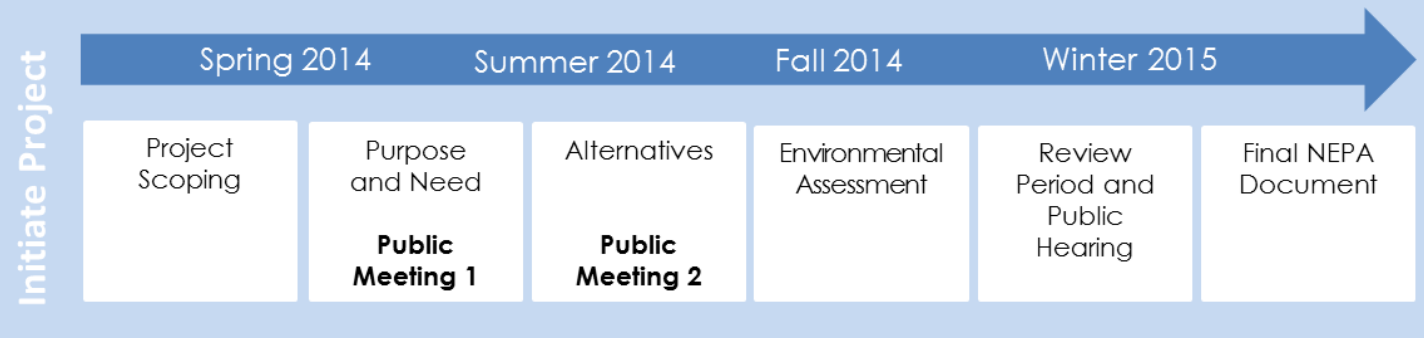 Initiate Project
Spring 2014
Summer 2014
Fall 2014
Winter 2015
Project
Scoping
Purpose
and Need
Public
Meeting 1
Alternatives
Public
Meeting 2
Environmental
Assessment
Review
Period and
Public
Hearing
Final NEPA
Document